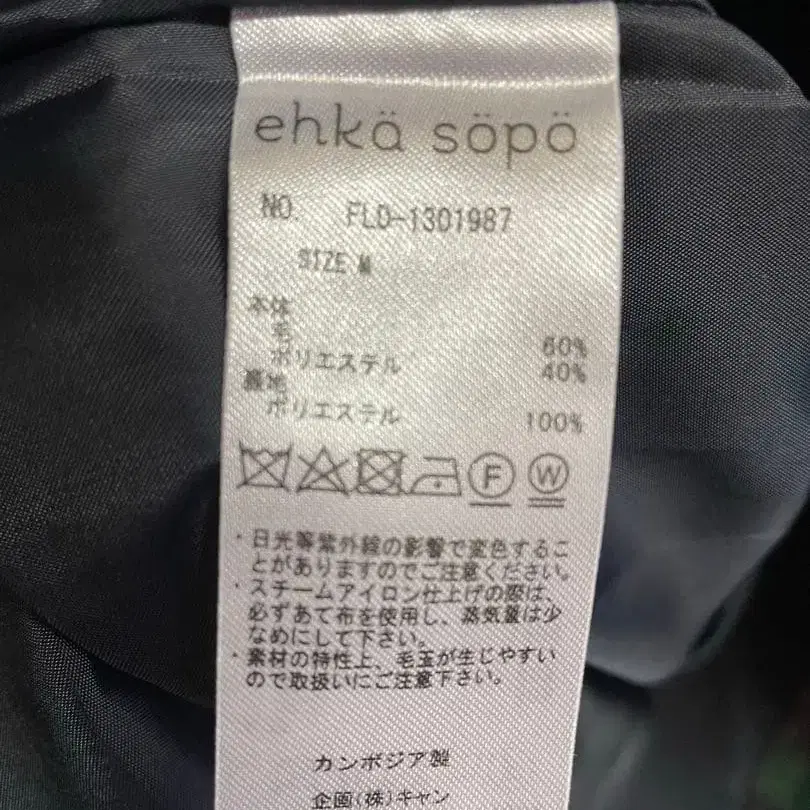 ehkä söpö
NO. FLD-1301987
SIZE M
本体
毛 60%
ポリエステル 40%
裏地
ポリエステル 100%
F W
・日光等紫外線の影響で変色するこ
とがありますのでご注意ください。
・スチームアイロン仕上げの際は、
必ずあて布を使用し、蒸気量は少
なめにして下さい。
・素材の特性上、毛玉が生じやすい
ので取扱いにご注意下さい。
カンボジア製
企画(株)キャン